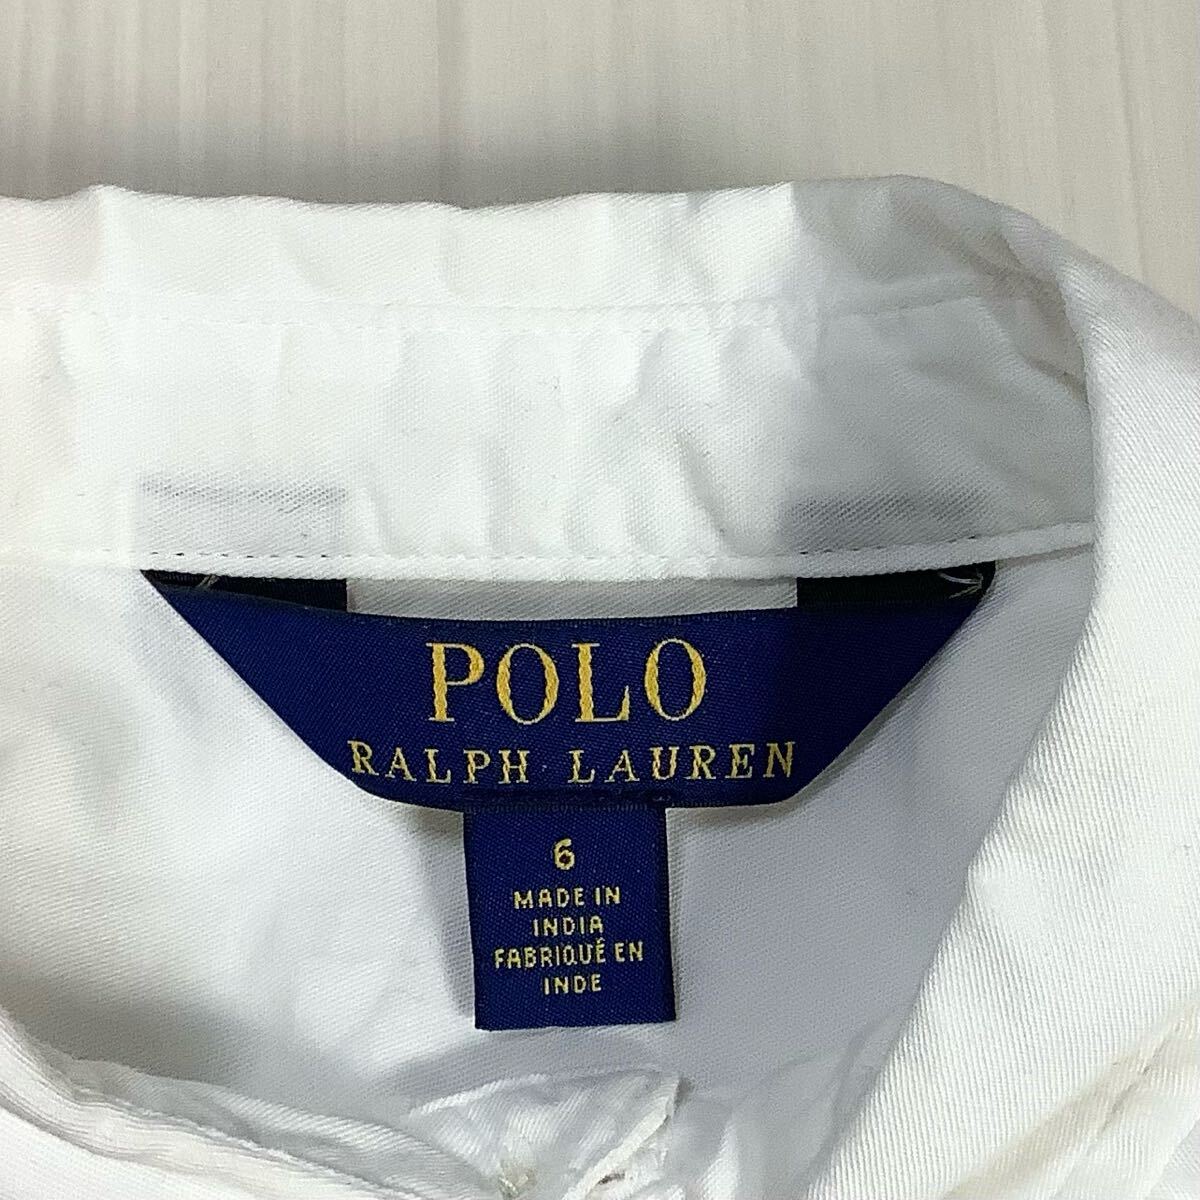 POLO
RALPH LAUREN
6
MADE IN
INDIA
FABRIQUÉ EN
INDE